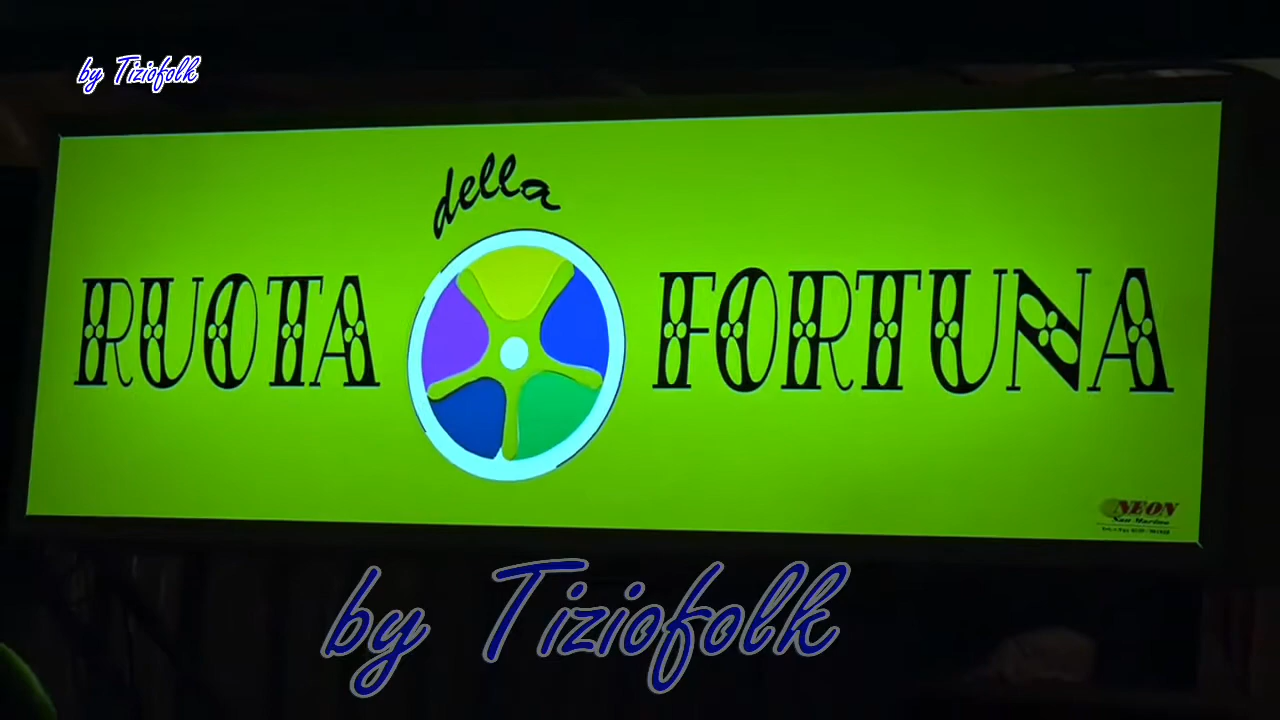 by Tiziofolk
della
RUOTA FORTUNA
NEON
San Marino
by Tiziofolk